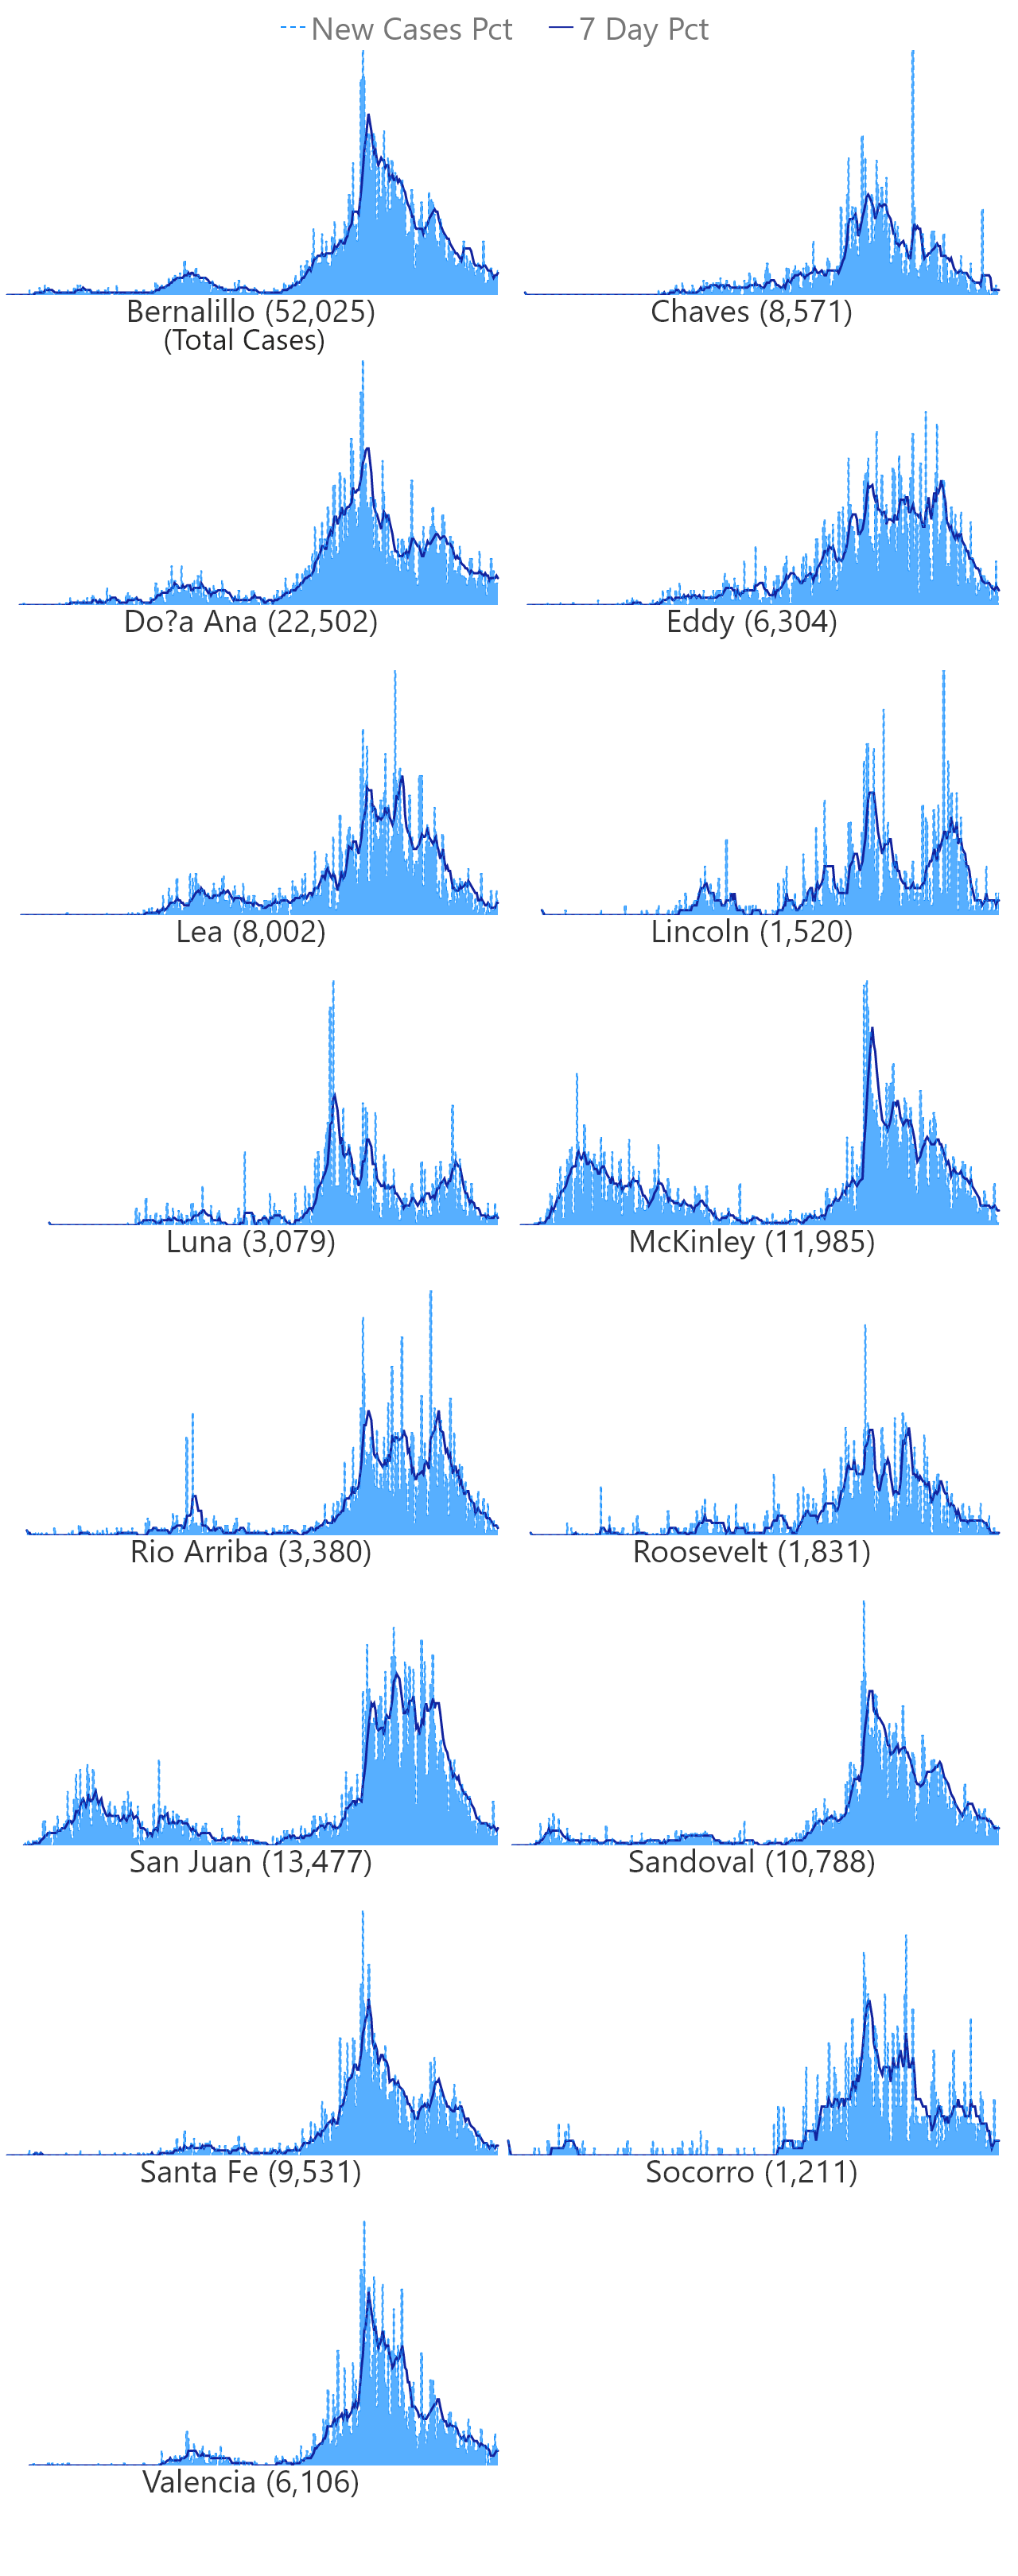 New Cases Pct 7 Day Pct
Bernalillo (52,025) Chaves (8,571)
(Total Cases)
Do?a Ana (22,502) Eddy (6,304)
Lea (8,002) Lincoln (1,520)
Luna (3,079) McKinley (11,985)
Rio Arriba (3,380) Roosevelt (1,831)
San Juan (13,477) Sandoval (10,788)
Santa Fe (9,531) Socorro (1,211)
Valencia (6,106)